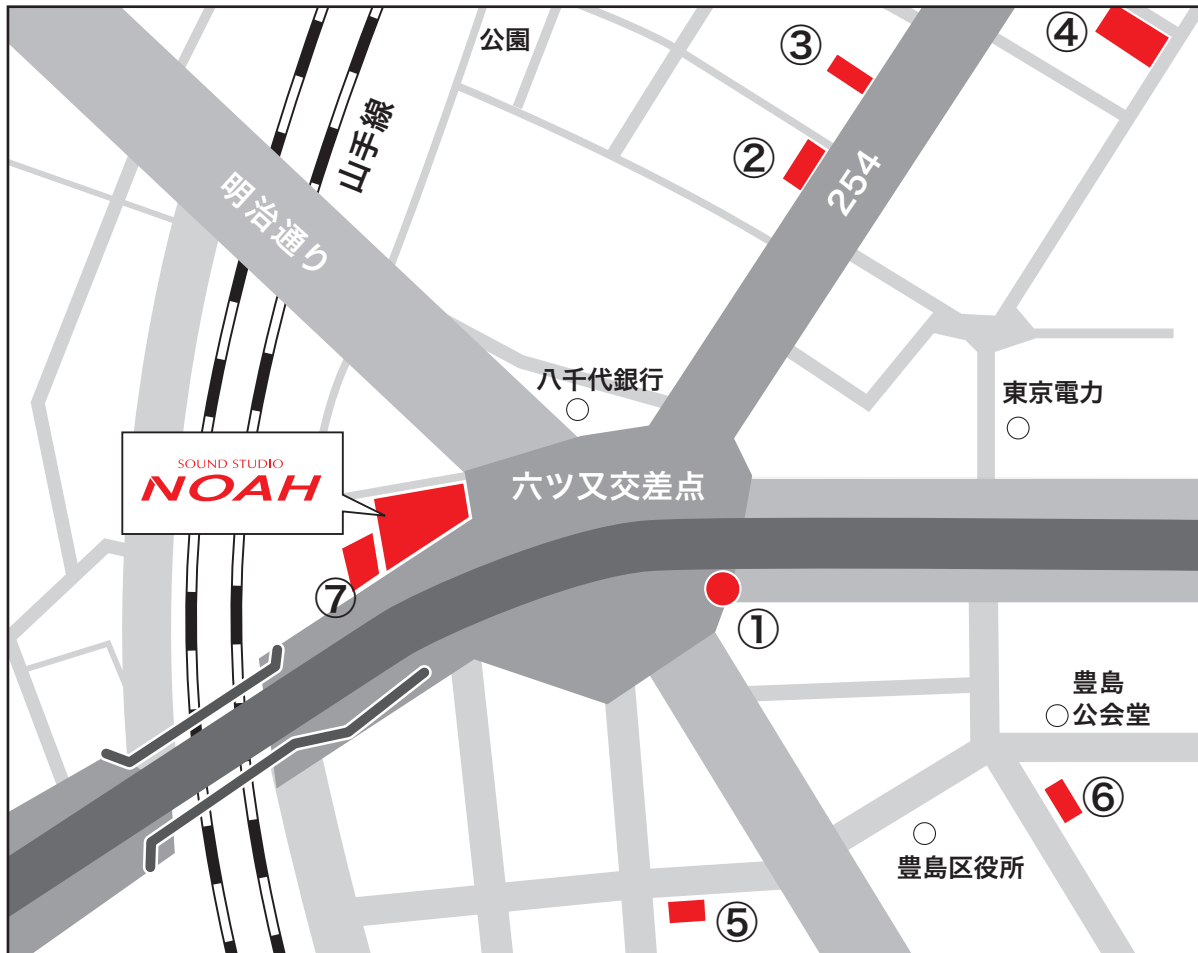 公園
③
④
山手線
②
254
明治通り
八千代銀行
東京電力
SOUND STUDIO
NOAH
六ツ又交差点
⑦
①
豊島
公会堂
⑥
豊島区役所
⑤